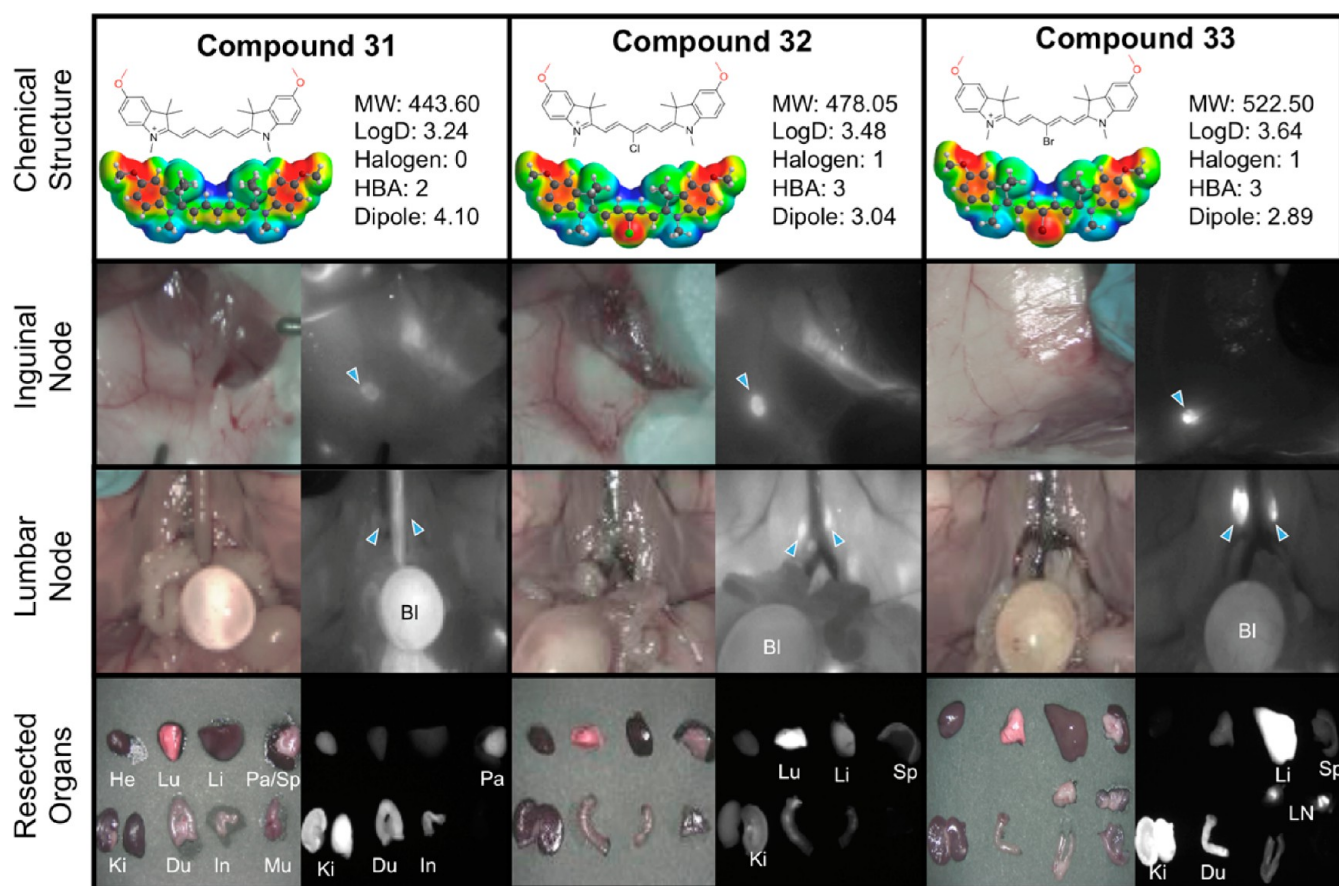 Compound 31
Compound 32
Compound 33
Chemical
Structure
O
N
+
N
O
MW: 443.60
LogD: 3.24
Halogen: 0
HBA: 2
Dipole: 4.10
O
N
+
Cl
N
O
MW: 478.05
LogD: 3.48
Halogen: 1
HBA: 3
Dipole: 3.04
O
N
+
Br
N
O
MW: 522.50
LogD: 3.64
Halogen: 1
HBA: 3
Dipole: 2.89
Inguinal
Node
Lumbar
Node
Bl
Bl
Bl
Resected
Organs
He Lu Li Pa/Sp
Ki Du In Mu
Pa
Ki Du In
Lu Li Sp
Ki
Li Sp
LN
Ki Du